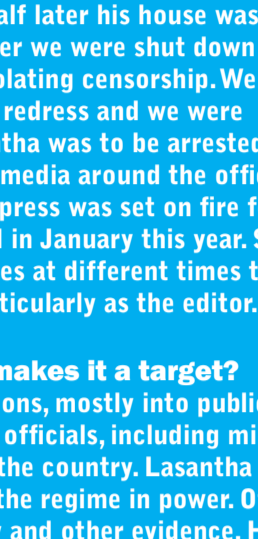 alf later his house was
er we were shut down
olating censorship. We
redress and we were
tha was to be arrested
media around the offi
press was set on fire f
in January this year. S
es at different times t
ticularly as the editor.
makes it a target?
ons, mostly into publi
officials, including mi
the country. Lasantha
the regime in power. O
and other evidence. H